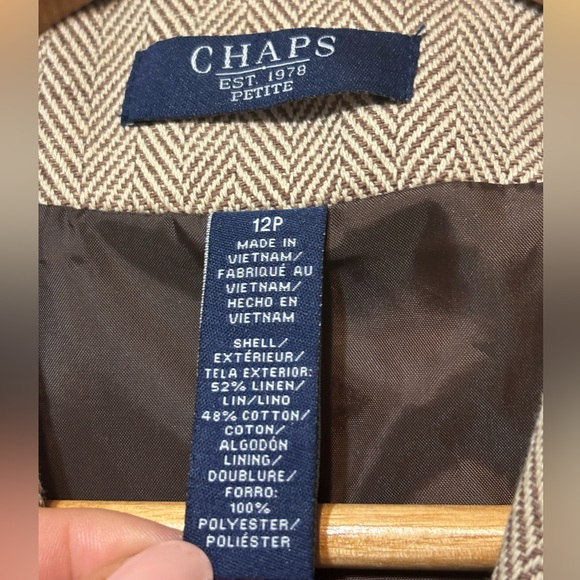 CHAPS
EST. 1978
PETITE
12P
MADE IN
VIETNAM/
FABRIQUÉ AU
VIETNAM/
HECHO EN
VIETNAM
SHELL/
EXTÉRIEUR/
TELA EXTERIOR:
52% LINEN/
LIN/LINO
48% COTTON/
COTON/
ALGODÓN
LINING/
DOUBLURE/
FORRO:
100%
POLYESTER/
POLIÉSTER